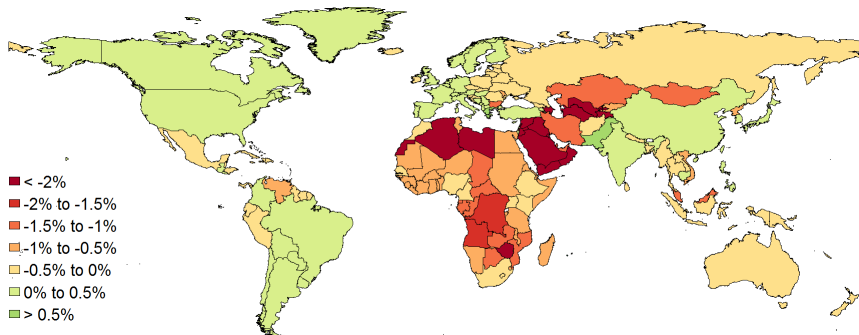 < -2%
-2% to -1.5%
-1.5% to -1%
-1% to -0.5%
-0.5% to 0%
0% to 0.5%
> 0.5%